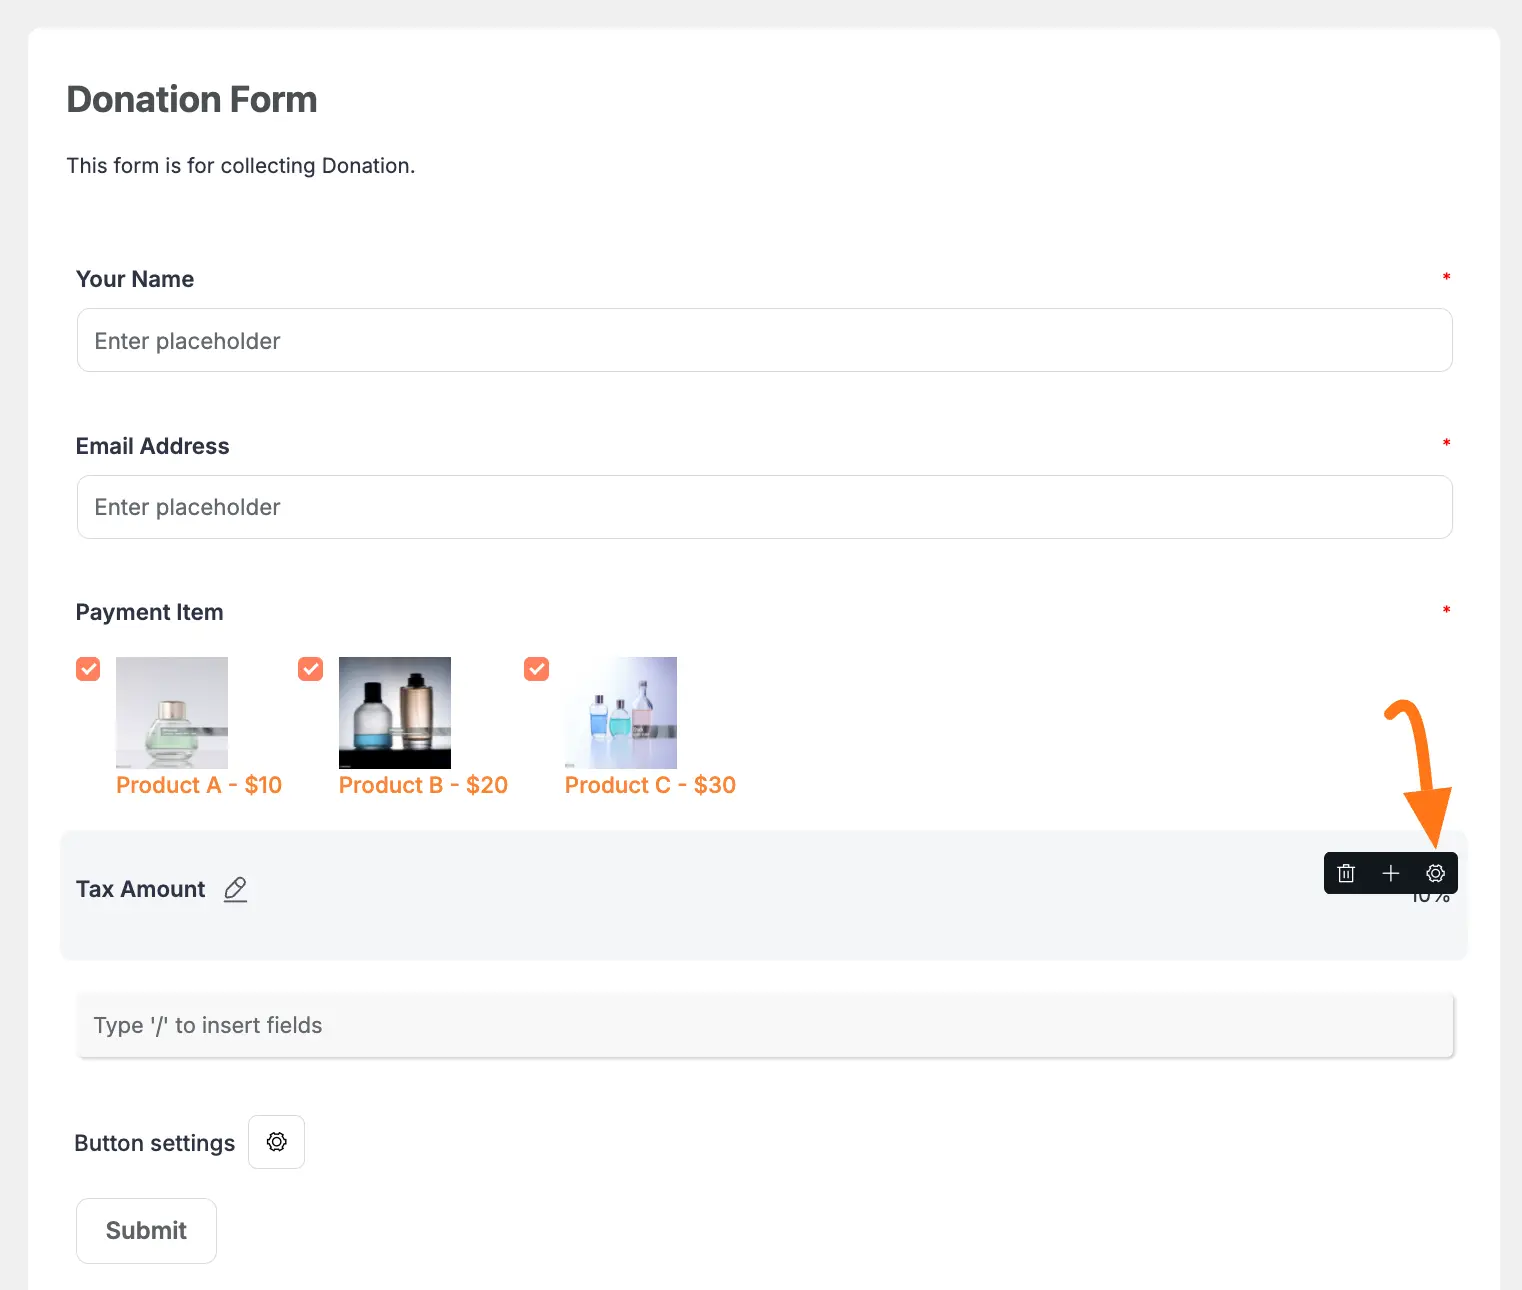 Donation Form
This form is for collecting Donation.
Your Name *
Enter placeholder
Email Address *
Enter placeholder
Payment Item *
Product A - $10 Product B - $20 Product C - $30
Tax Amount 10%
Type '/' to insert fields
Button settings
Submit